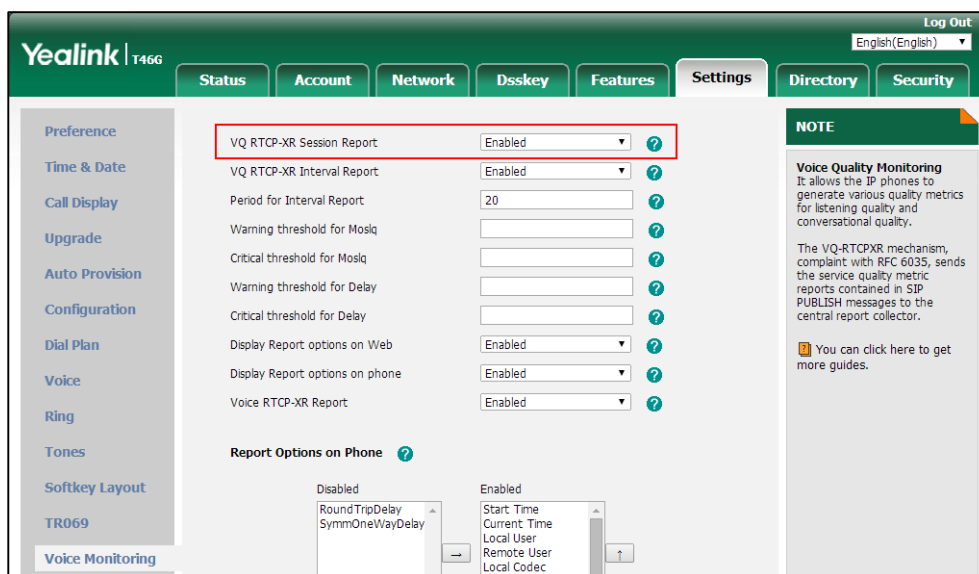 Log Out
English(English)
Yealink T46G
Status Account Network Dsskey Features Settings Directory Security
Preference
Time & Date
Call Display
Upgrade
Auto Provision
Configuration
Dial Plan
Voice
Ring
Tones
Softkey Layout
TR069
Voice Monitoring
VQ RTCP-XR Session Report Enabled ?
VQ RTCP-XR Interval Report Enabled ?
Period for Interval Report 20 ?
Warning threshold for Moslq ?
Critical threshold for Moslq ?
Warning threshold for Delay ?
Critical threshold for Delay ?
Display Report options on Web Enabled ?
Display Report options on phone Enabled ?
Voice RTCP-XR Report Enabled ?
Report Options on Phone ?
Disabled
RoundTripDelay
SymmOneWayDelay
→
Enabled
Start Time
Current Time
Local User
Remote User
Local Codec
↑
NOTE
Voice Quality Monitoring
It allows the IP phones to
generate various quality metrics
for listening quality and
conversational quality.
The VQ-RTCPXR mechanism,
complaint with RFC 6035, sends
the service quality metric
reports contained in SIP
PUBLISH messages to the
central report collector.
? You can click here to get
more guides.